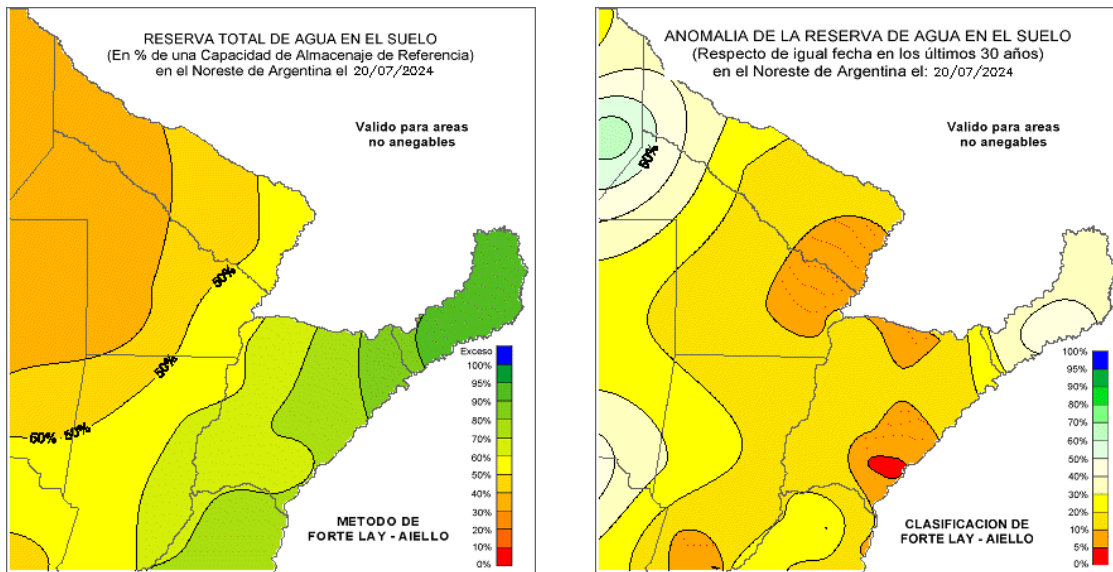 RESERVA TOTAL DE AGUA EN EL SUELO
(En % de una Capacidad de Almacenaje de Referencia)
en el Noreste de Argentina el 20/07/2024
Valido para areas
no anegables
50%
50%
60%
50%
Exceso
100%
95%
90%
80%
70%
60%
50%
40%
30%
20%
10%
0%
METODO DE
FORTE LAY - AIELLO
ANOMALIA DE LA RESERVA DE AGUA EN EL SUELO
(Respecto de igual fecha en los últimos 30 años)
en el Noreste de Argentina el: 20/07/2024
Valido para areas
no anegables
50%
100%
95%
90%
80%
70%
60%
50%
40%
30%
20%
10%
5%
0%
CLASIFICACION DE
FORTE LAY - AIELLO